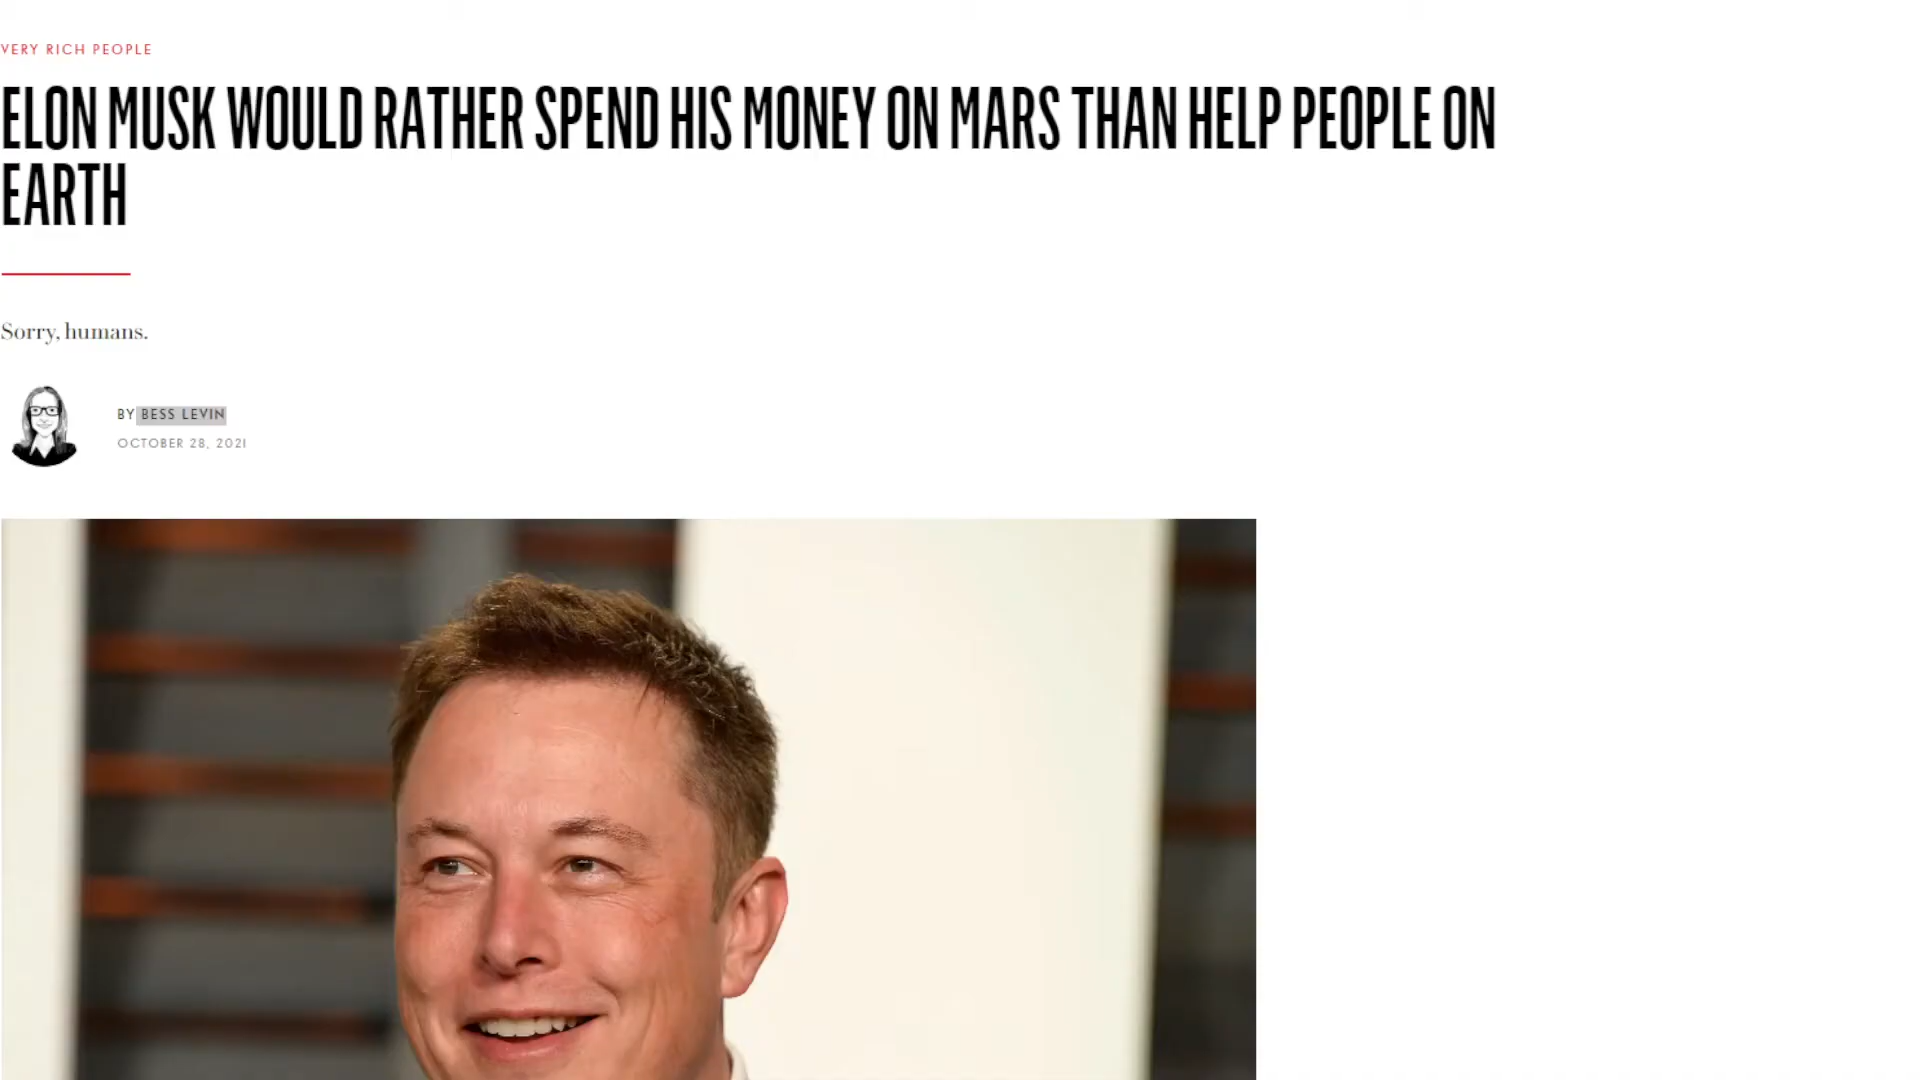 VERY RICH PEOPLE
ELON MUSK WOULD RATHER SPEND HIS MONEY ON MARS THAN HELP PEOPLE ON
EARTH
Sorry, humans.
BY BESS LEVIN
OCTOBER 28, 2021